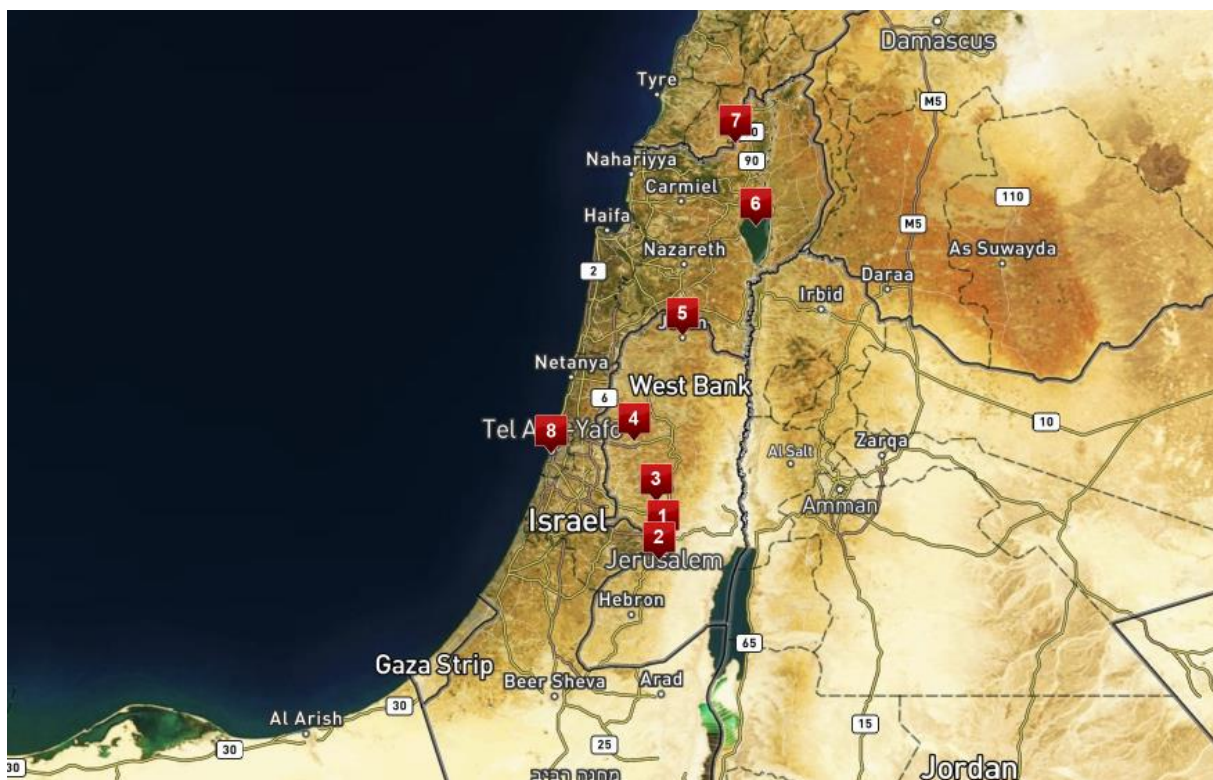 Damascus
Tyre
M5
7
90
Nahariyya
Carmiel
6
110
Haifa
M5
Nazareth
As Suwayda
2
Daraa
5
Irbid
Netanya
West Bank
6
4
10
8
Tel A
-Yafo
Zarqa
Al Salt
3
Amman
1
Israel
2
Jerusalem
Hebron
65
Gaza Strip
Beer Sheva
Arad
30
Al Arish
15
30
25
30
Jordan